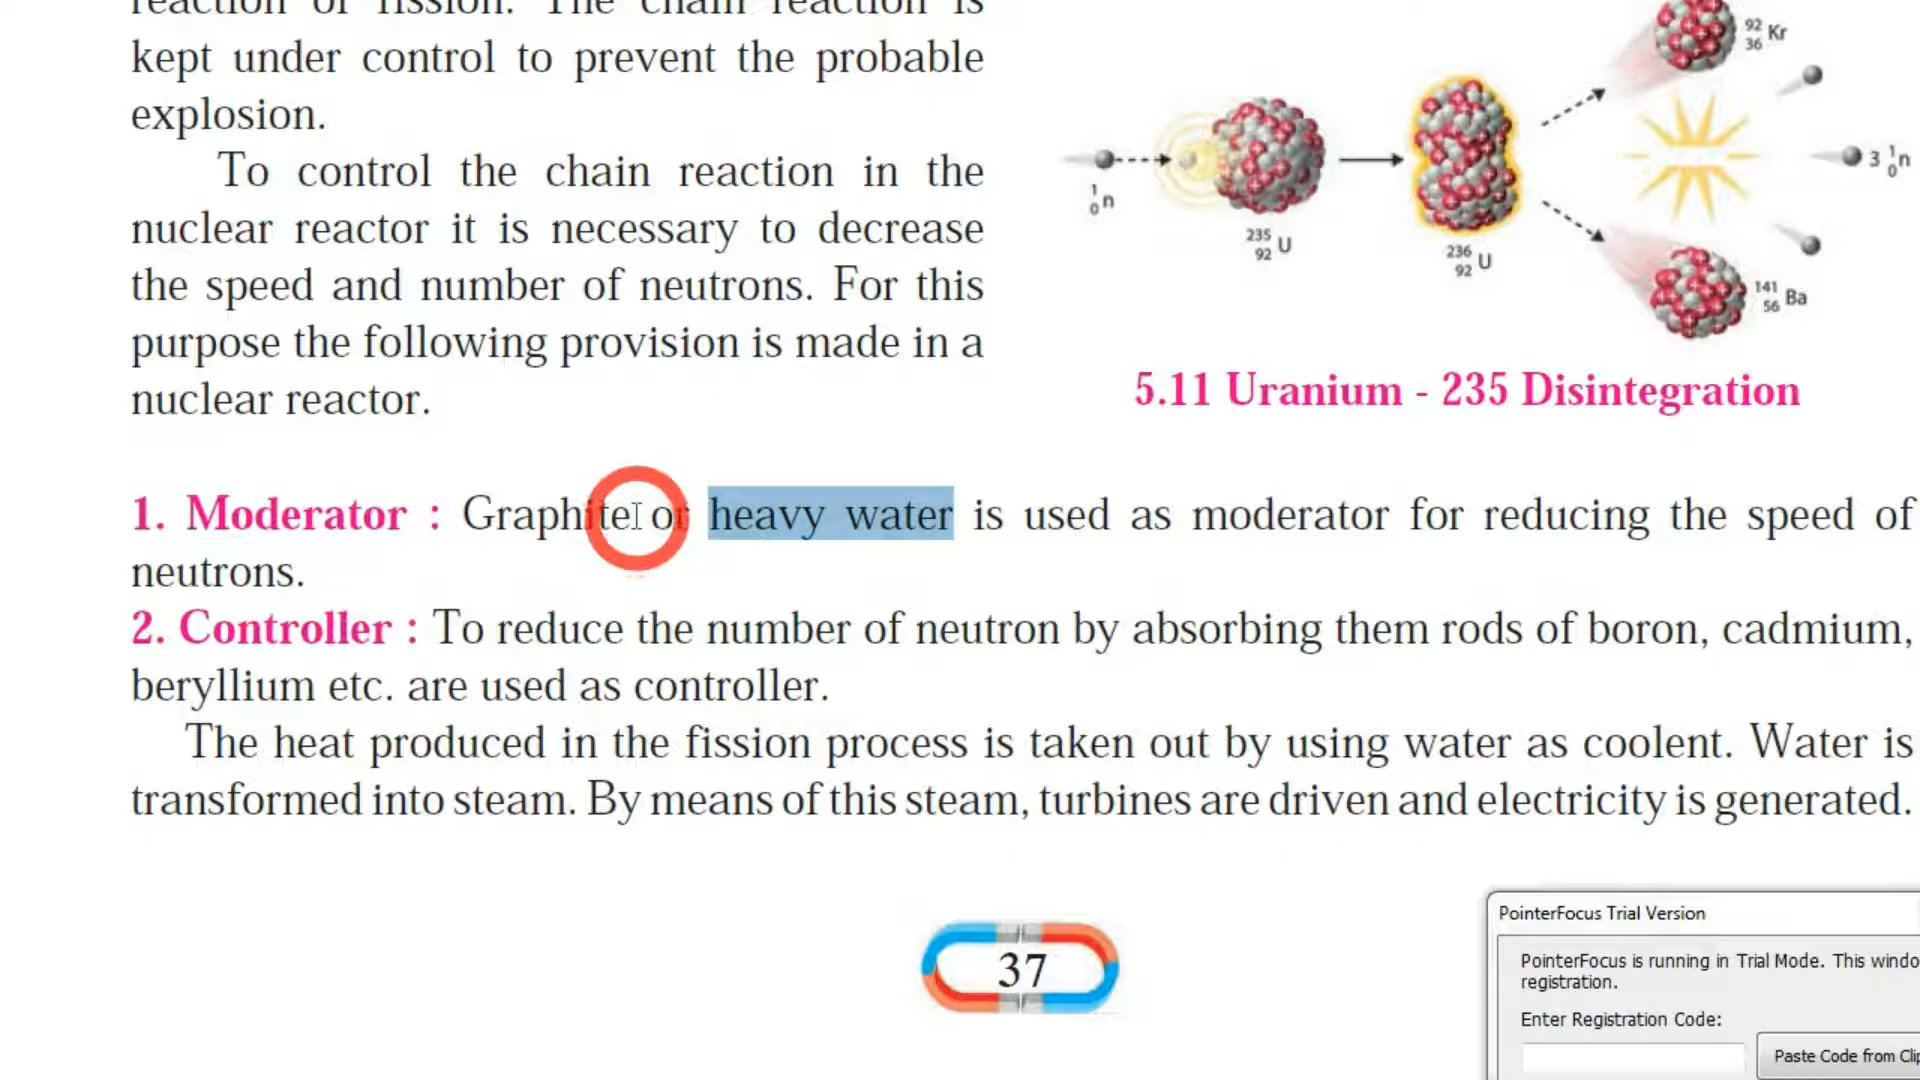 reaction of fission. The chain reaction is
kept under control to prevent the probable
explosion.
To control the chain reaction in the
nuclear reactor it is necessary to decrease
the speed and number of neutrons. For this
purpose the following provision is made in a
nuclear reactor.
92
36 Kr
1
0 n
235
92 U
236
92 U
3 1
0 n
141
56 Ba
5.11 Uranium - 235 Disintegration
1. Moderator : Graphite or heavy water is used as moderator for reducing the speed of
neutrons.
2. Controller : To reduce the number of neutron by absorbing them rods of boron, cadmium,
beryllium etc. are used as controller.
The heat produced in the fission process is taken out by using water as coolent. Water is
transformed into steam. By means of this steam, turbines are driven and electricity is generated.
37
PointerFocus Trial Version
PointerFocus is running in Trial Mode. This
registration.
Enter Registration Code:
Paste Code from